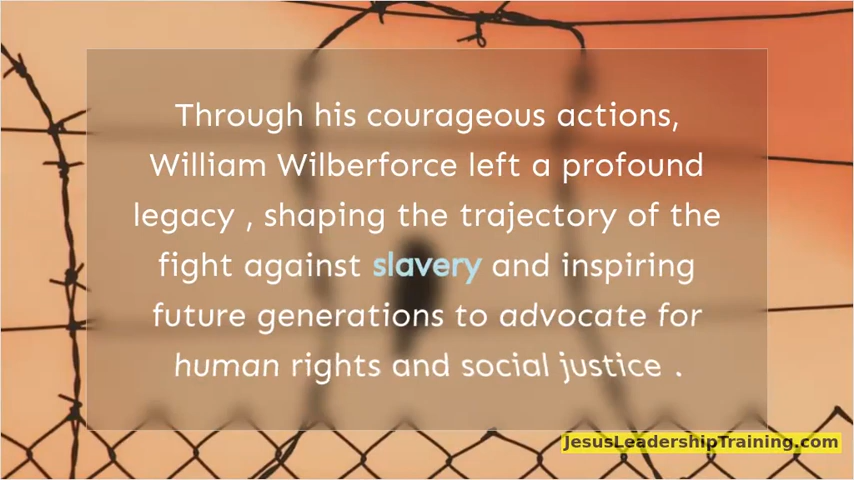 Through his courageous actions,
William Wilberforce left a profound
legacy , shaping the trajectory of the
fight against slavery and inspiring
future generations to advocate for
human rights and social justice .
JesusLeadershipTraining.com